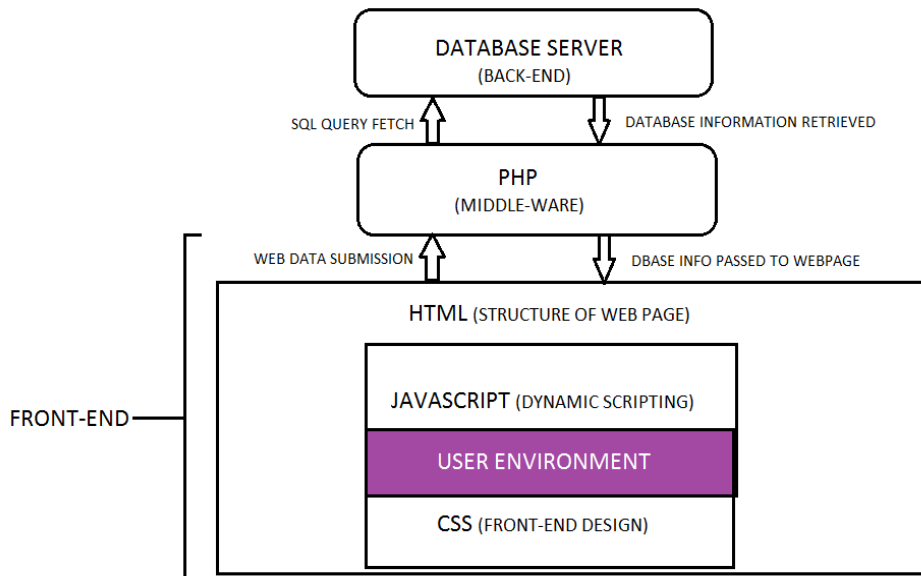 DATABASE SERVER
(BACK-END)
SQL QUERY FETCH
DATABASE INFORMATION RETRIEVED
PHP
(MIDDLE-WARE)
WEB DATA SUBMISSION
DBASE INFO PASSED TO WEBPAGE
HTML (STRUCTURE OF WEB PAGE)
JAVASCRIPT (DYNAMIC SCRIPTING)
FRONT-END
USER ENVIRONMENT
CSS (FRONT-END DESIGN)